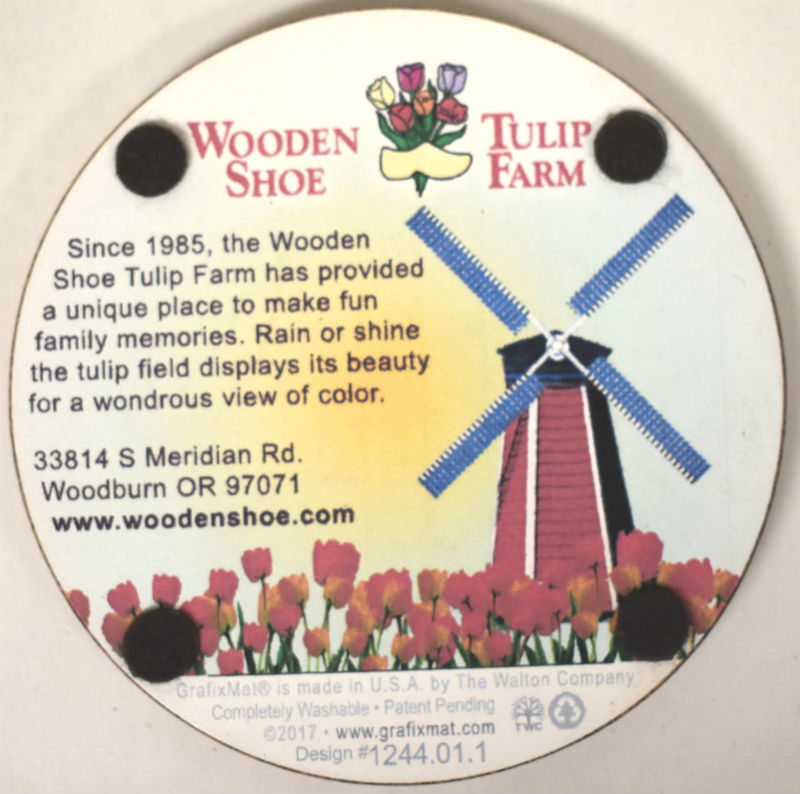 WOODEN SHOE
TULIP FARM
Since 1985, the Wooden
Shoe Tulip Farm has provided
a unique place to make fun
family memories. Rain or shine
the tulip field displays its beauty
for a wondrous view of color.
33814 S Meridian Rd.
Woodburn OR 97071
www.woodenshoe.com
GrafixMat® is made in U.S.A. by The Walton Company
Completely Washable • Patent Pending
TWC
©2017 • www.grafixmat.com
Design #1244.01.1